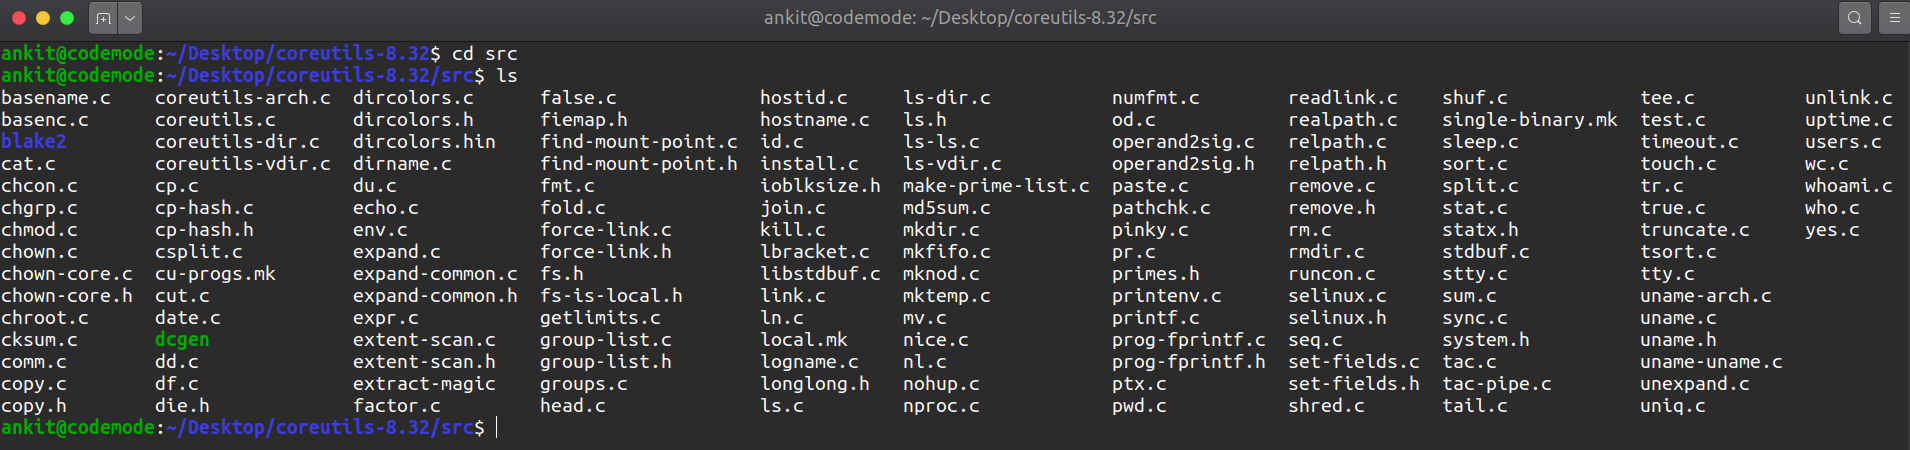 ankit@codemode: ~/Desktop/coreutils-8.32/src
ankit@codemode:~/Desktop/coreutils-8.32$ cd src
ankit@codemode:~/Desktop/coreutils-8.32/src$ ls
basename.c coreutils-arch.c dircolors.c false.c hostid.c ls-dir.c numfmt.c readlink.c shuf.c tee.c unlink.c
basenc.c coreutils.c dircolors.h fiemap.h hostname.c ls.h od.c realpath.c single-binary.mk test.c uptime.c
blake2 coreutils-dir.c dircolors.hin find-mount-point.c id.c ls-ls.c operand2sig.c relpath.c sleep.c timeout.c users.c
cat.c coreutils-vdir.c dirname.c find-mount-point.h install.c ls-vdir.c operand2sig.h relpath.h sort.c touch.c wc.c
chcon.c cp.c du.c fmt.c ioblksize.h make-prime-list.c paste.c remove.c split.c tr.c whoami.c
chgrp.c cp-hash.c echo.c fold.c join.c md5sum.c pathchk.c remove.h stat.c true.c who.c
chmod.c cp-hash.h env.c force-link.c kill.c mkdir.c pinky.c rm.c statx.h truncate.c yes.c
chown.c csplit.c expand.c force-link.h lbracket.c mkfifo.c pr.c rmdir.c stdbuf.c tsort.c
chown-core.c cu-progs.mk expand-common.c fs.h libstdbuf.c mknod.c primes.h runcon.c stty.c tty.c
chown-core.h cut.c expand-common.h fs-is-local.h link.c mktemp.c printenv.c selinux.c sum.c uname-arch.c
chroot.c date.c expr.c getlimits.c ln.c mv.c printf.c selinux.h sync.c uname.c
cksum.c dcgen extent-scan.c group-list.c local.mk nice.c prog-fprintf.c seq.c system.h uname.h
comm.c dd.c extent-scan.h group-list.h logname.c nl.c prog-fprintf.h set-fields.c tac.c uname-uname.c
copy.c df.c extract-magic groups.c longlong.h nohup.c ptx.c set-fields.h tac-pipe.c unexpand.c
copy.h die.h factor.c head.c ls.c nproc.c pwd.c shred.c tail.c uniq.c
ankit@codemode:~/Desktop/coreutils-8.32/src$